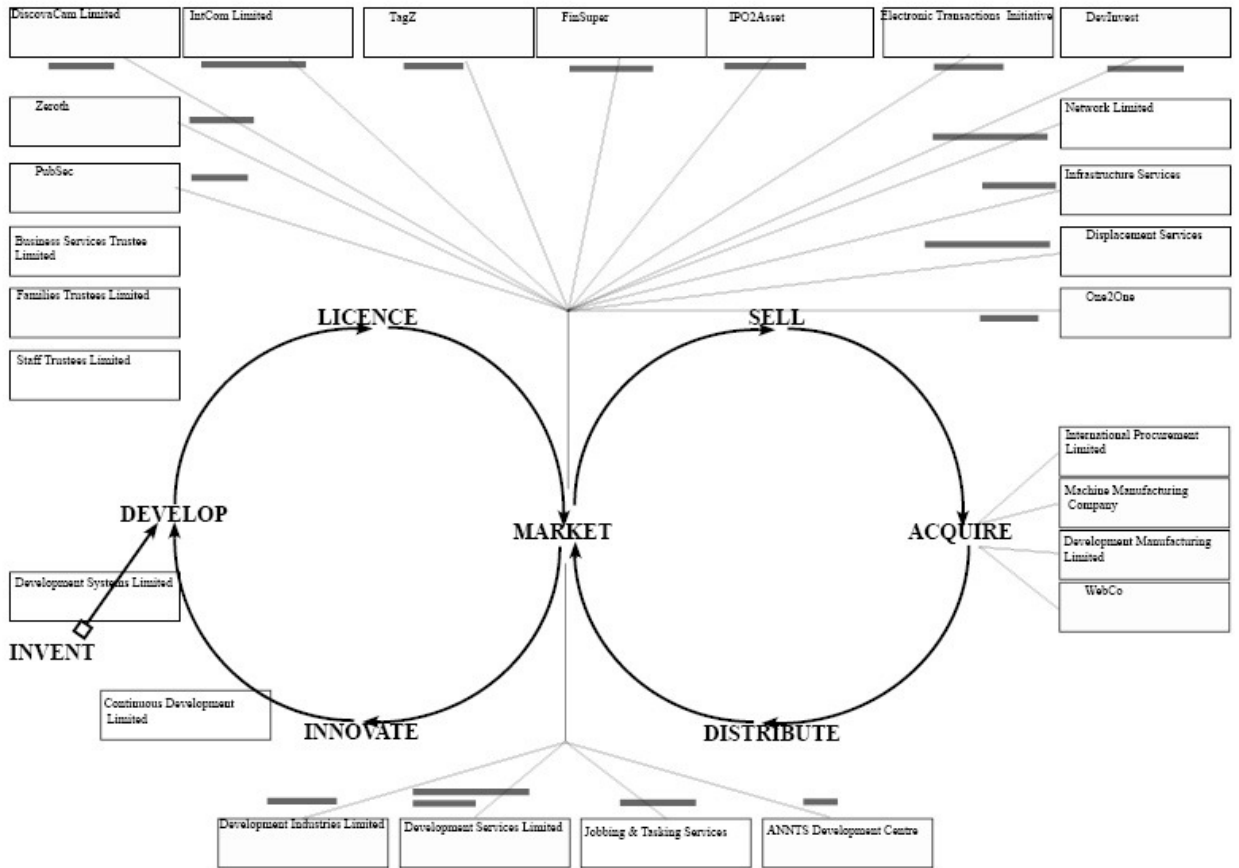 DiscovaCam Limited
IntCom Limited
TagZ
FinSuper
IPO2Asset
Electronic Transactions Initiative
DevInvest
Zeroth
Network Limited
PubSec
Infrastructure Services
Business Services Trustee
Limited
Displacement Services
Families Trustees Limited
One2One
LICENCE
SELL
Staff Trustees Limited
International Procurement
Limited
Machine Manufacturing
Company
DEVELOP
MARKET
ACQUIRE
Development Manufacturing
Limited
Development Systems Limited
WebCo
INVENT
Continuous Development
Limited
INNOVATE
DISTRIBUTE
Development Industries Limited
Development Services Limited
Jobbing & Tasking Services
ANNTS Development Centre